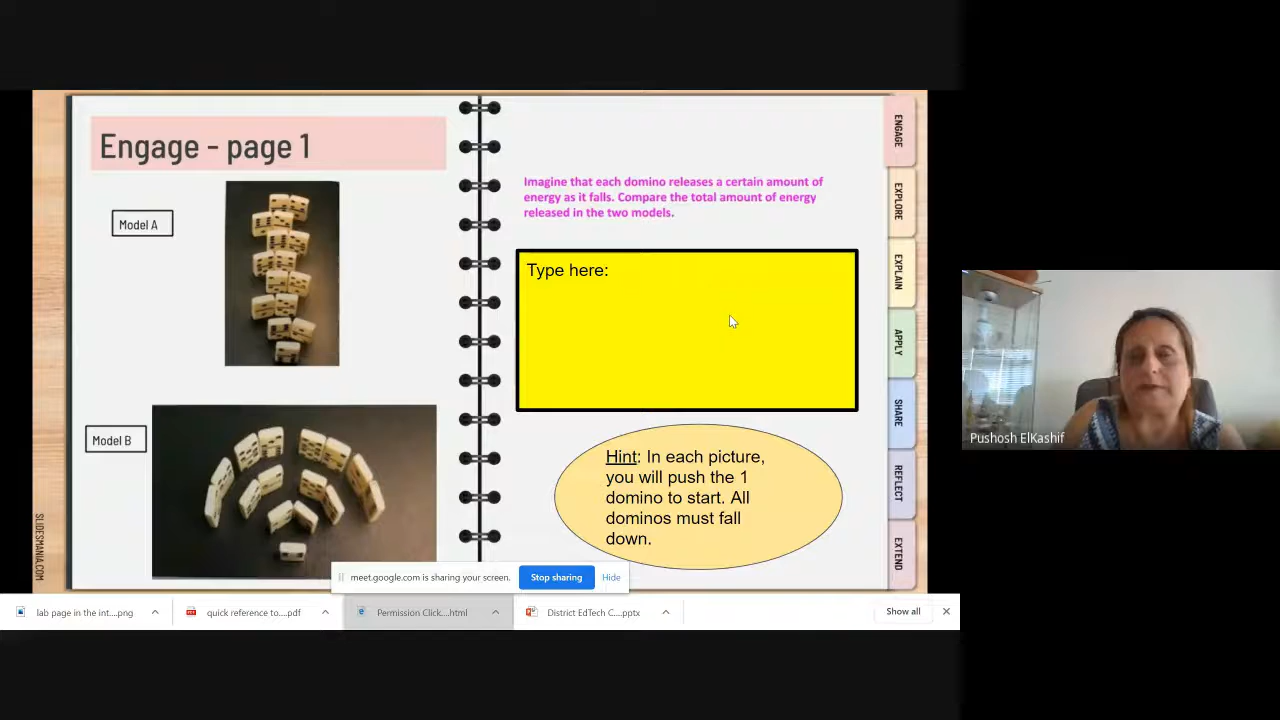 Engage - page 1
Model A
Model B
SLIDESMANIA.COM
Imagine that each domino releases a certain amount of
energy as it falls. Compare the total amount of energy
released in the two models.
Type here:
Hint: In each picture,
you will push the 1
domino to start. All
dominos must fall
down.
ENGAGE
EXPLORE
EXPLAIN
APPLY
SHARE
REFLECT
EXTEND
meet.google.com is sharing your screen.
Stop sharing
Hide
lab page in the int....png
quick reference to....pdf
Permission Click....html
District EdTech C....pptx
Show all
Pushosh ElKashif